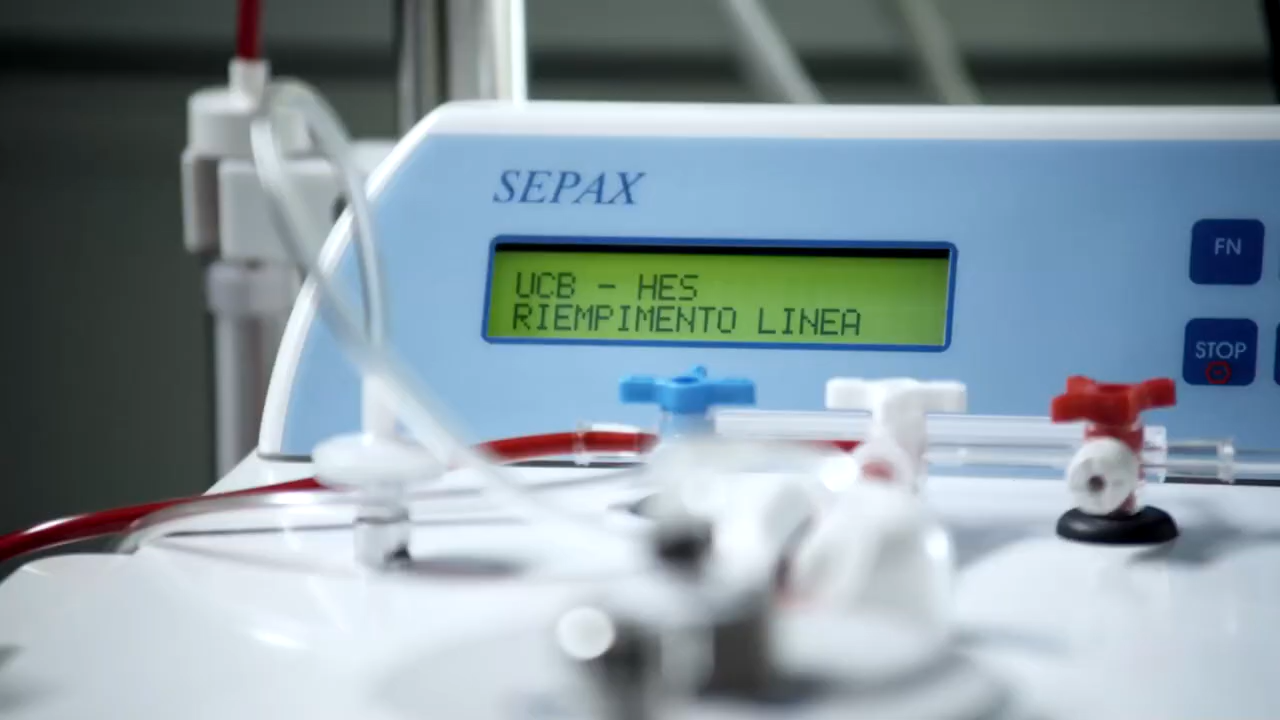 SEPAX
UCB - HES
RIEMPIMENTO LINEA
FN
STOP